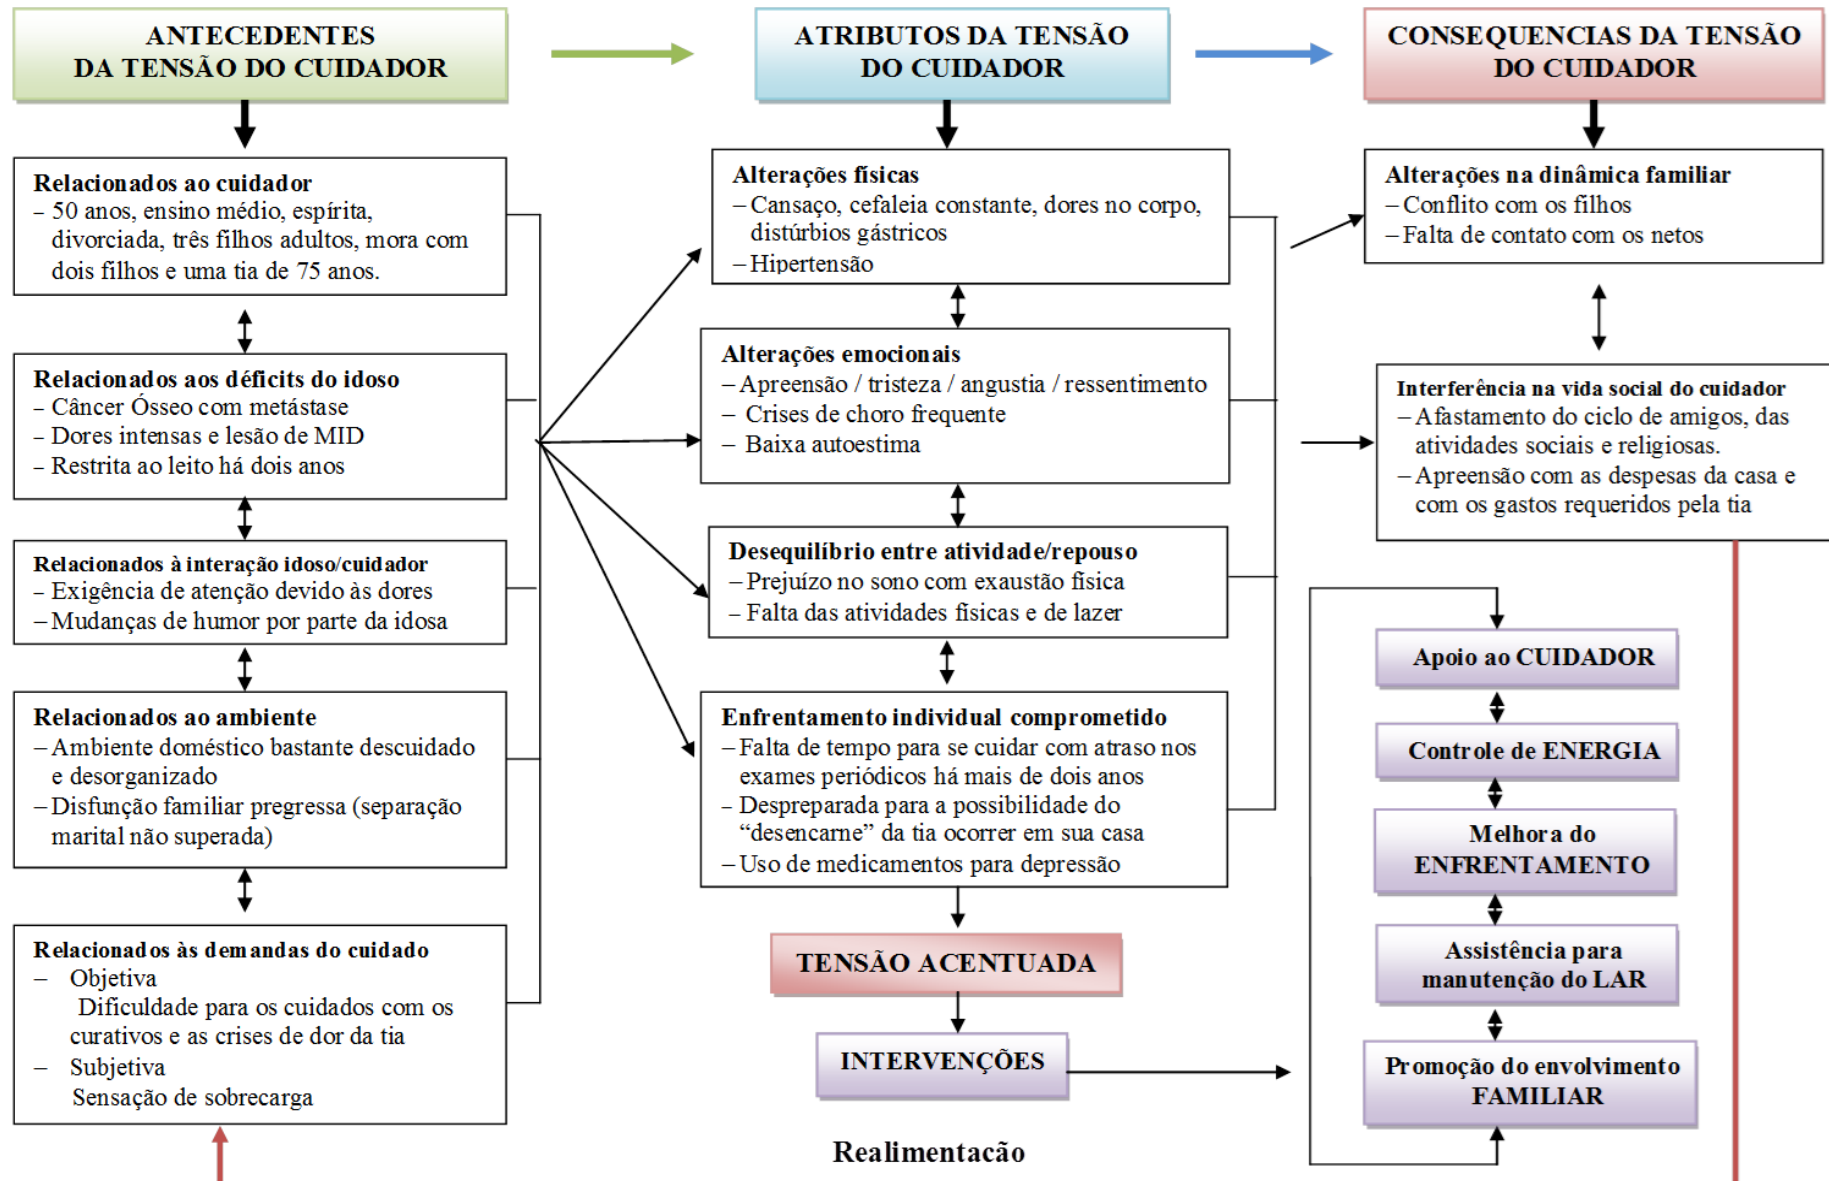 ANTECEDENTES
DA TENSÃO DO CUIDADOR
Relacionados ao cuidador
– 50 anos, ensino médio, espírita,
divorciada, três filhos adultos, mora com
dois filhos e uma tia de 75 anos.
Relacionados aos déficits do idoso
– Câncer Ósseo com metástase
– Dores intensas e lesão de MID
– Restrita ao leito há dois anos
Relacionados à interação idoso/cuidador
– Exigência de atenção devido às dores
– Mudanças de humor por parte da idosa
Relacionados ao ambiente
– Ambiente doméstico bastante descuidado
e desorganizado
– Disfunção familiar pregressa (separação
marital não superada)
Relacionados às demandas do cuidado
– Objetiva
Dificuldade para os cuidados com os
curativos e as crises de dor da tia
– Subjetiva
Sensação de sobrecarga
ATRIBUTOS DA TENSÃO
DO CUIDADOR
Alterações físicas
– Cansaço, cefaleia constante, dores no corpo,
distúrbios gástricos
– Hipertensão
Alterações emocionais
– Apreensão / tristeza / angustia / ressentimento
– Crises de choro frequente
– Baixa autoestima
Desequilíbrio entre atividade/repouso
– Prejuízo no sono com exaustão física
– Falta das atividades físicas e de lazer
Enfrentamento individual comprometido
– Falta de tempo para se cuidar com atraso nos
exames periódicos há mais de dois anos
– Despreparada para a possibilidade do
“desencarne” da tia ocorrer em sua casa
– Uso de medicamentos para depressão
TENSÃO ACENTUADA
INTERVENÇÕES
CONSEQUENCIAS DA TENSÃO
DO CUIDADOR
Alterações na dinâmica familiar
– Conflito com os filhos
– Falta de contato com os netos
Interferência na vida social do cuidador
– Afastamento do ciclo de amigos, das
atividades sociais e religiosas.
– Apreensão com as despesas da casa e
com os gastos requeridos pela tia
Apoio ao CUIDADOR
Controle de ENERGIA
Melhora do
ENFRENTAMENTO
Assistência para
manutenção do LAR
Promoção do envolvimento
FAMILIAR
Realimentacão